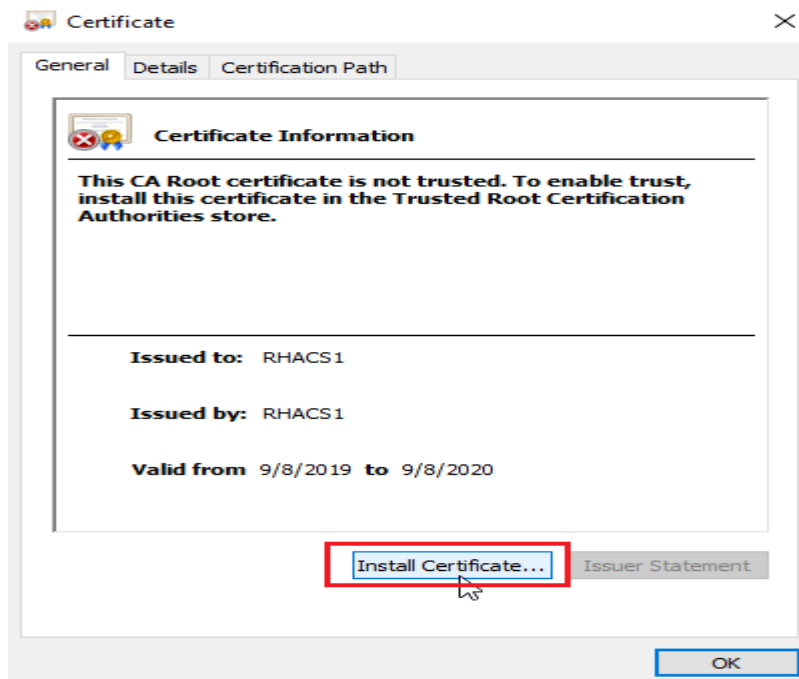 Certificate
General Details Certification Path
Certificate Information
This CA Root certificate is not trusted. To enable trust,
install this certificate in the Trusted Root Certification
Authorities store.
Issued to: RHACS1
Issued by: RHACS1
Valid from 9/8/2019 to 9/8/2020
Install Certificate... Issuer Statement
OK